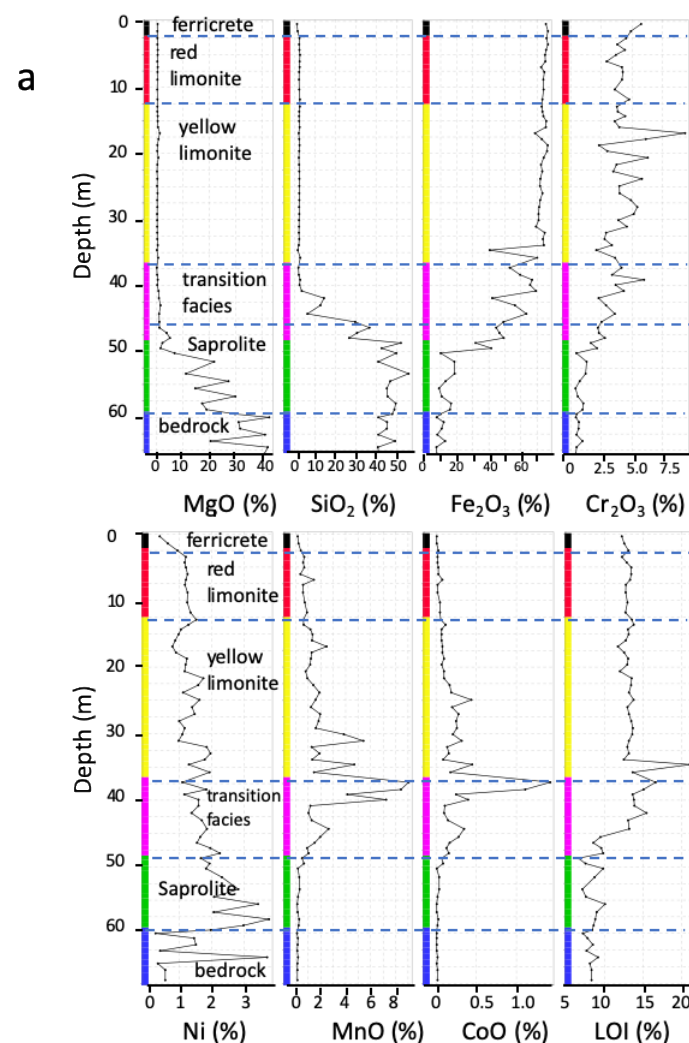 a
Depth (m)
0
10
20
30
40
50
60
ferricrete
red
limonite
yellow
limonite
transition
facies
Saprolite
bedrock
0 10 20 30 40
0 10 20 30 40 50
20 40 60
0 2.5 5.0 7.5
MgO (%)
SiO₂ (%)
Fe₂O₃ (%)
Cr₂O₃ (%)
Depth (m)
0
10
20
30
40
50
60
ferricrete
red
limonite
yellow
limonite
transition
facies
Saprolite
bedrock
0 1 2 3
0 2 4 6 8
0 0.5 1.0
5 10 15 20
Ni (%)
MnO (%)
CoO (%)
LOI (%)